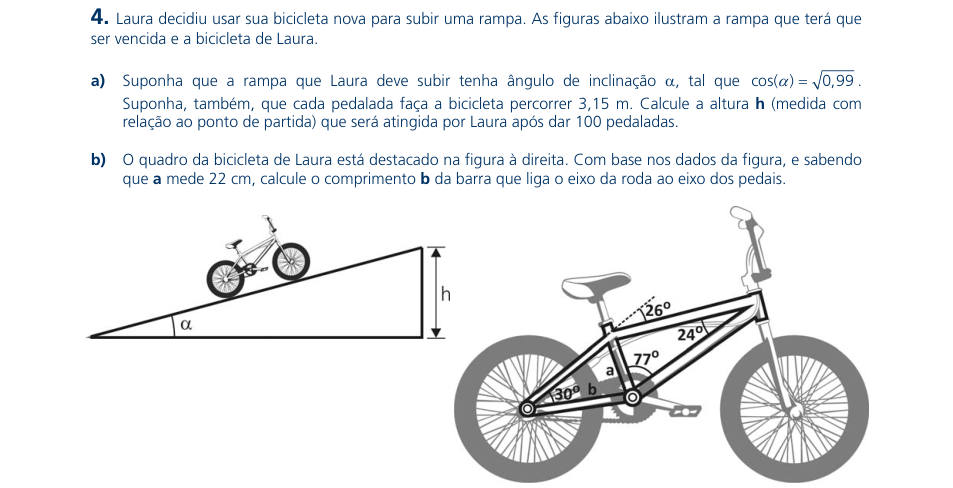 4. Laura decidiu usar sua bicicleta nova para subir uma rampa. As figuras abaixo ilustram a rampa que terá que
ser vencida e a bicicleta de Laura.
a) Suponha que a rampa que Laura deve subir tenha ângulo de inclinação α, tal que cos(α) = √0,99 .
Suponha, também, que cada pedalada faça a bicicleta percorrer 3,15 m. Calcule a altura h (medida com
relação ao ponto de partida) que será atingida por Laura após dar 100 pedaladas.
b) O quadro da bicicleta de Laura está destacado na figura à direita. Com base nos dados da figura, e sabendo
que a mede 22 cm, calcule o comprimento b da barra que liga o eixo da roda ao eixo dos pedais.
α
h
26º
24º
77º
a
30º
b